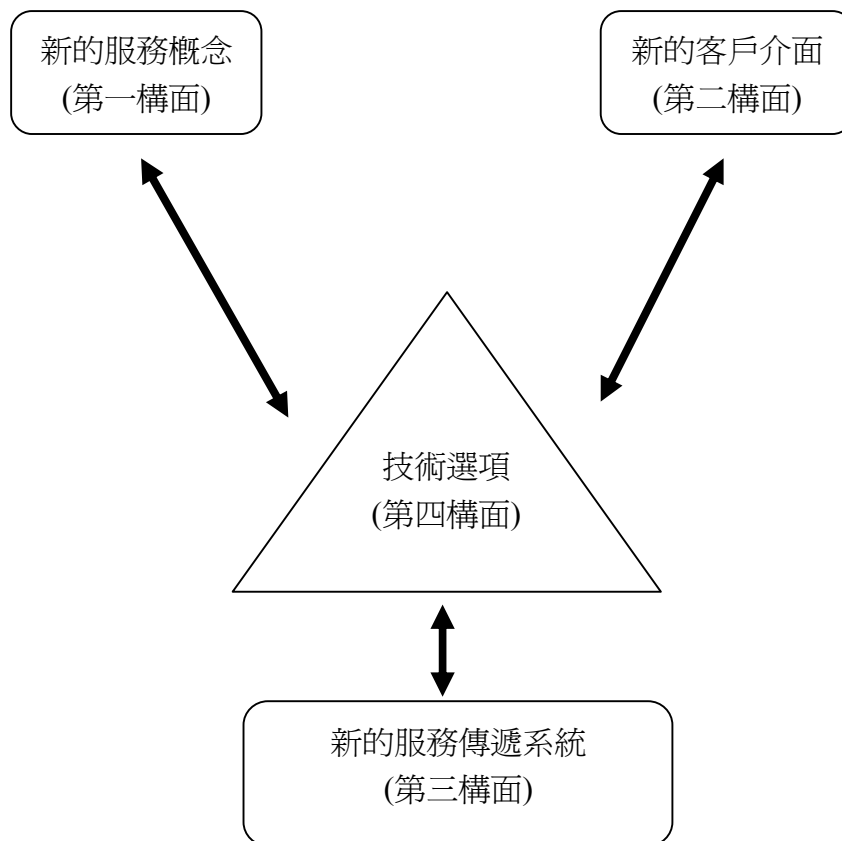 新的服務概念
(第一構面)
新的客戶介面
(第二構面)
技術選項
(第四構面)
新的服務傳遞系統
(第三構面)